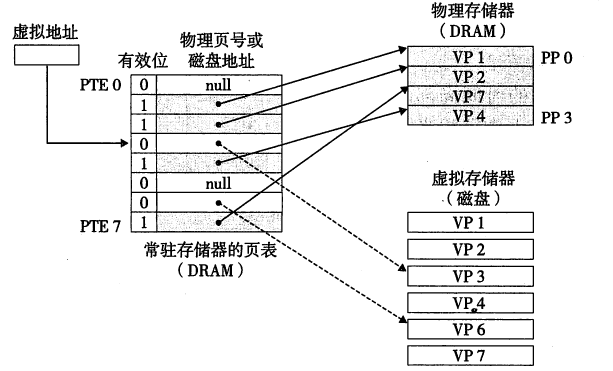 虚拟地址
有效位
物理页号或
磁盘地址
PTE 0
0
null
1
1
0
1
0
null
0
PTE 7
1
常驻存储器的页表
（DRAM）
物理存储器
（DRAM）
VP 1
PP 0
VP 2
VP 7
VP 4
PP 3
虚拟存储器
（磁盘）
VP 1
VP 2
VP 3
VP 4
VP 6
VP 7